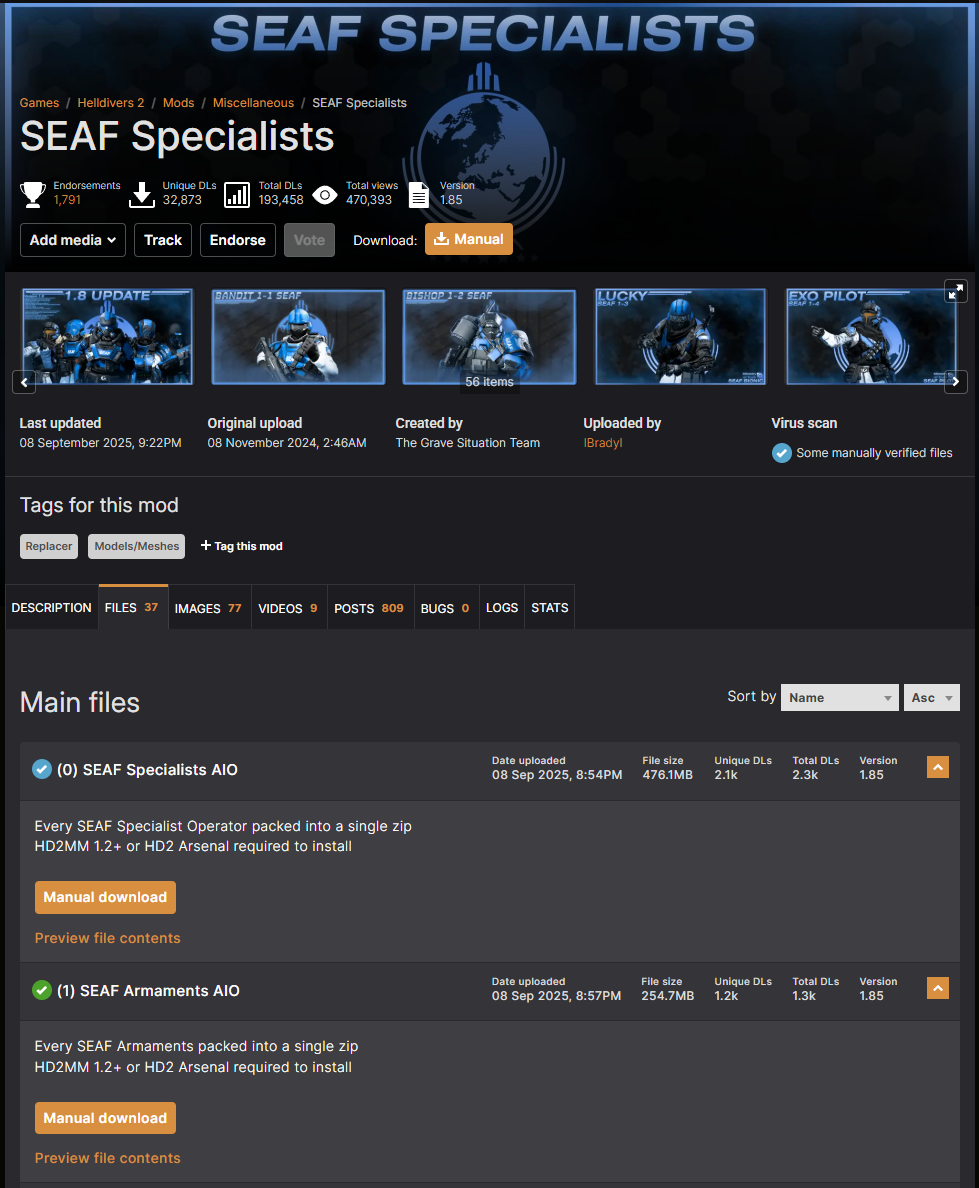 SEAF SPECIALISTS
Games / Helldivers 2 / Mods / Miscellaneous / SEAF Specialists
SEAF Specialists
Endorsements
1,791
Unique DLs
32,873
Total DLs
193,458
Total views
470,393
Version
1.85
Add media
Track
Endorse
Vote
Download:
Manual
1.8 UPDATE
BANDIT 1-1 SEAF
BISHOP 1-2 SEAF
LUCKY
SEAF 1-3
EXO PILOT
SEAF 1-4
56 items
Last updated
08 September 2025, 9:22PM
Original upload
08 November 2024, 2:46AM
Created by
The Grave Situation Team
Uploaded by
IBradyI
Virus scan
Some manually verified files
Tags for this mod
Replacer
Models/Meshes
+ Tag this mod
DESCRIPTION
FILES 37
IMAGES 77
VIDEOS 9
POSTS 809
BUGS 0
LOGS
STATS
Main files
Sort by
Name
Asc
(0) SEAF Specialists AIO
Date uploaded
08 Sep 2025, 8:54PM
File size
476.1MB
Unique DLs
2.1k
Total DLs
2.3k
Version
1.85
Every SEAF Specialist Operator packed into a single zip
HD2MM 1.2+ or HD2 Arsenal required to install
Manual download
Preview file contents
(1) SEAF Armaments AIO
Date uploaded
08 Sep 2025, 8:57PM
File size
254.7MB
Unique DLs
1.2k
Total DLs
1.3k
Version
1.85
Every SEAF Armaments packed into a single zip
HD2MM 1.2+ or HD2 Arsenal required to install
Manual download
Preview file contents